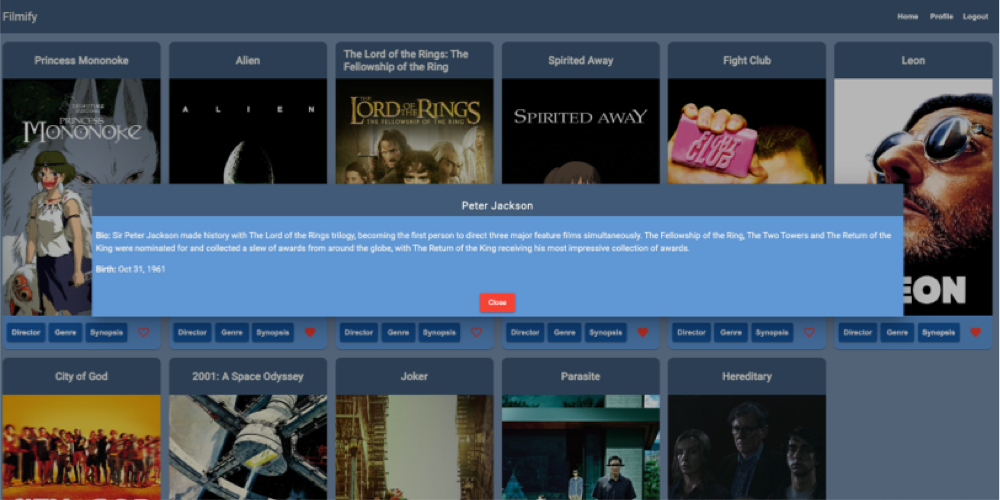 Filmify
Home Profile Logout
Princess Mononoke
Alien
The Lord of the Rings: The
Fellowship of the Ring
Spirited Away
Fight Club
Leon
PRINCESS
MONONOKE
A L I E N
THE
LORD OF THE RINGS
THE FELLOWSHIP OF THE RING
SPIRITED AWAY
FIGHT
CLUB
Peter Jackson
Bio: Sir Peter Jackson made history with The Lord of the Rings trilogy, becoming the first person to direct three major feature films simultaneously. The Fellowship of the Ring, The Two Towers and The Return of the
King were nominated for and collected a slew of awards from around the globe, with The Return of the King receiving his most impressive collection of awards.
Birth: Oct 31, 1961
Close
EON
Director Genre Synopsis
Director Genre Synopsis
Director Genre Synopsis
Director Genre Synopsis
Director Genre Synopsis
Director Genre Synopsis
City of God
2001: A Space Odyssey
Joker
Parasite
Hereditary